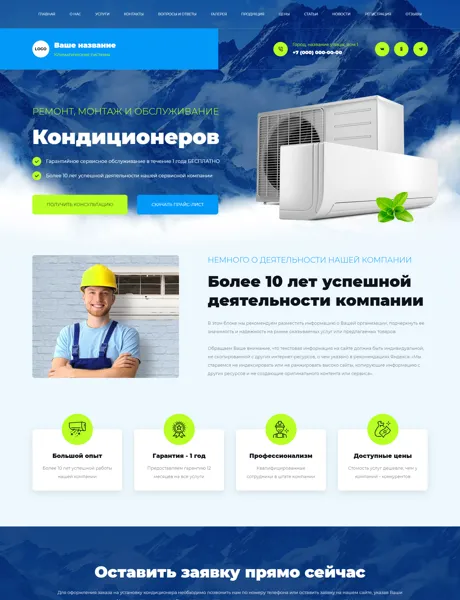 ГЛАВНАЯ О НАС УСЛУГИ КОНТАКТЫ ВОПРОСЫ И ОТВЕТЫ ГАЛЕРЕЯ ПРОДУКЦИЯ ЦЕНЫ СТАТЬИ НОВОСТИ РЕГИСТРАЦИЯ ОТЗЫВЫ
LOGO
Ваше название
Климатические системы
Город, название улицы, дом 1
+7 (000) 000-00-00
РЕМОНТ, МОНТАЖ И ОБСЛУЖИВАНИЕ
Кондиционеров
Гарантийное сервисное обслуживание в течение 1 года БЕСПЛАТНО
Более 10 лет успешной деятельности нашей сервисной компании
ПОЛУЧИТЬ КОНСУЛЬТАЦИЮ
СКАЧАТЬ ПРАЙС-ЛИСТ
НЕМНОГО О ДЕЯТЕЛЬНОСТИ НАШЕЙ КОМПАНИИ
Более 10 лет успешной
деятельности компании
В этом блоке мы рекомендуем разместить информацию о Вашей организации, подчеркнуть ее
значимость и надежность на рынке оказываемых услуг или реализации товаров.
Обращаем Ваше внимание, что текстовая информация на сайте должна быть индивидуальной,
не скопированной с других интернет-ресурсов, о чем указано в рекомендации Яндекса: «Мы
стараемся не индексировать или не ранжировать высоко сайты, копирующие информацию с
других ресурсов и не создающие оригинального контента или сервиса».
Большой опыт
Более 10 лет успешной работы
нашей компании
Гарантия - 1 год
Предоставляем гарантию 12
месяцев на все услуги
Профессионализм
Квалифицированные
сотрудники в штате компании
Доступные цены
Стоимость услуг дешевле, чем у
компаний - конкурентов
Оставить заявку прямо сейчас
Для оформления заказа на установку кондиционера необходимо позвонить нам по номеру телефона или оставить заявку на нашем сайте, указав Ваше